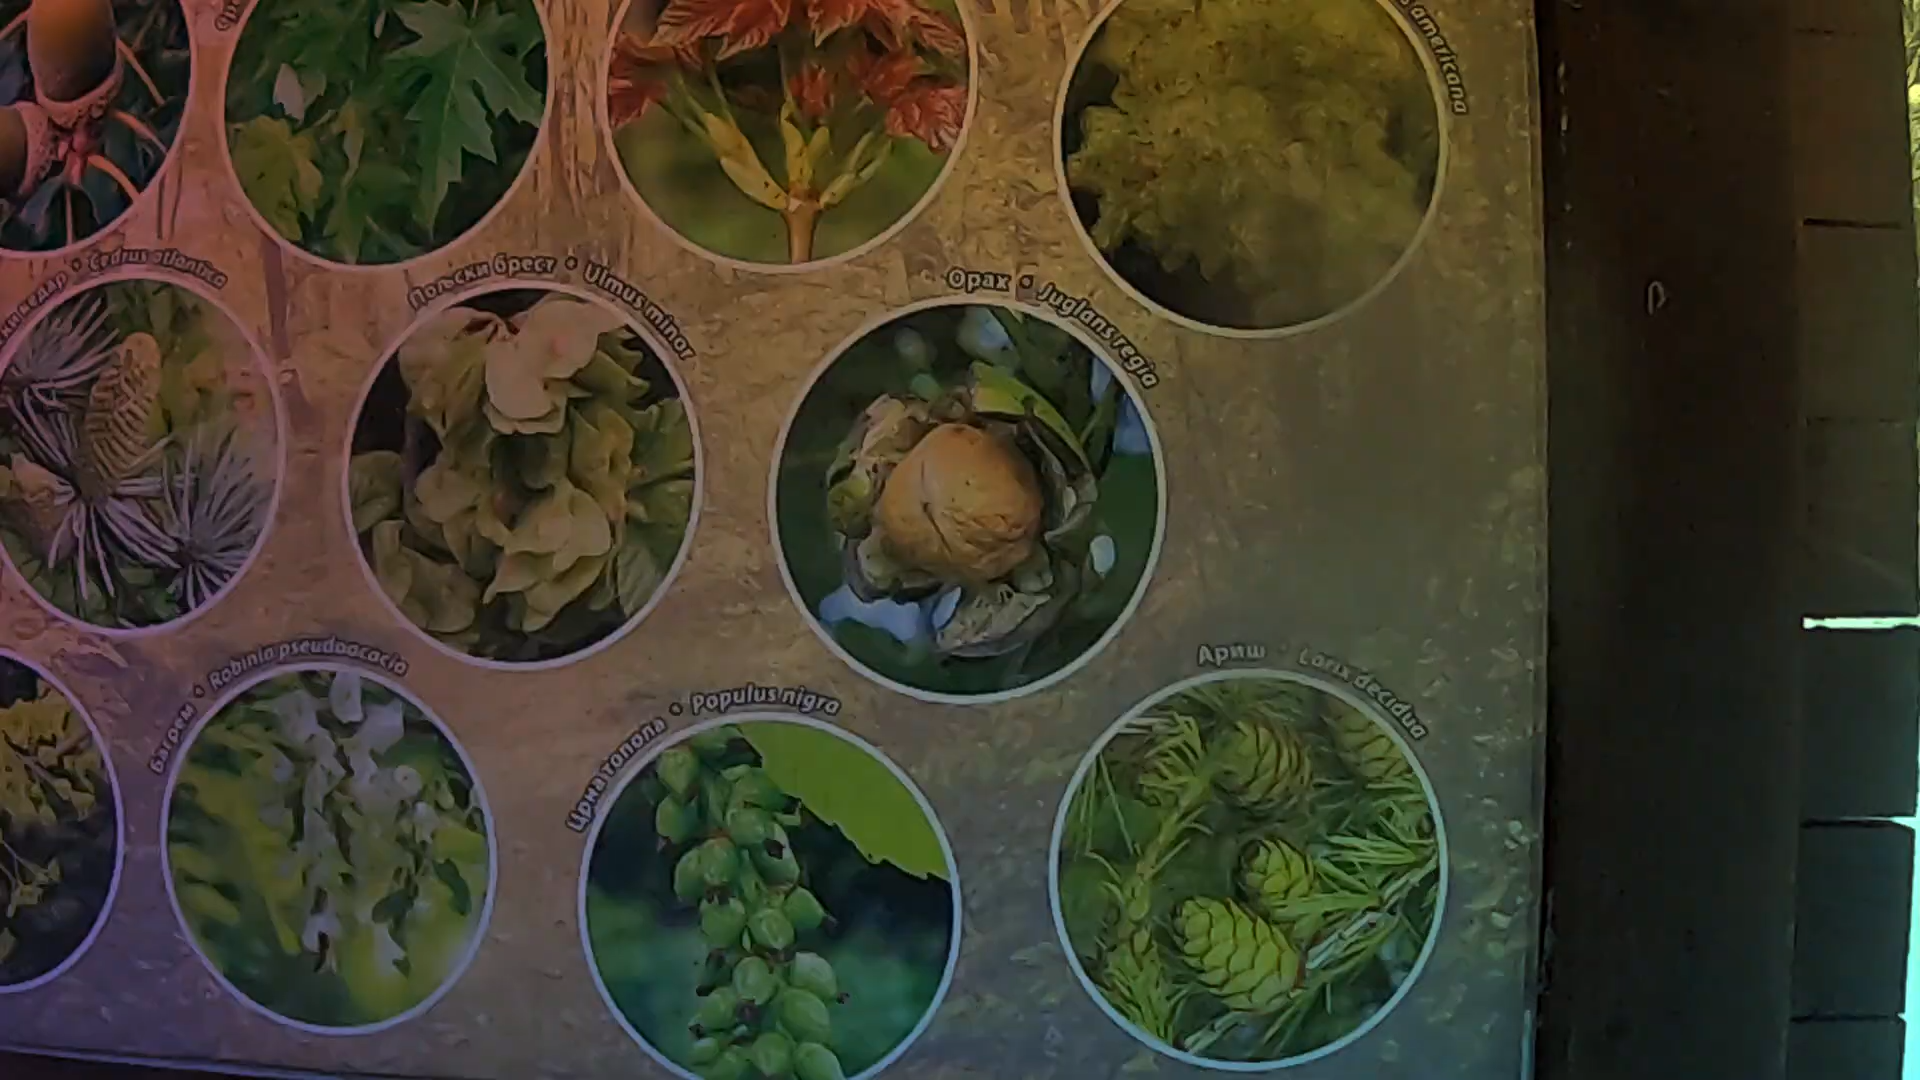 americana
кедар • Cedrus atlantica
Пољски брест • Ulmus minor
Орах • Juglans regia
Багрем • Robinia pseudoacacia
Црна топола • Populus nigra
Ариш • Larix decidua